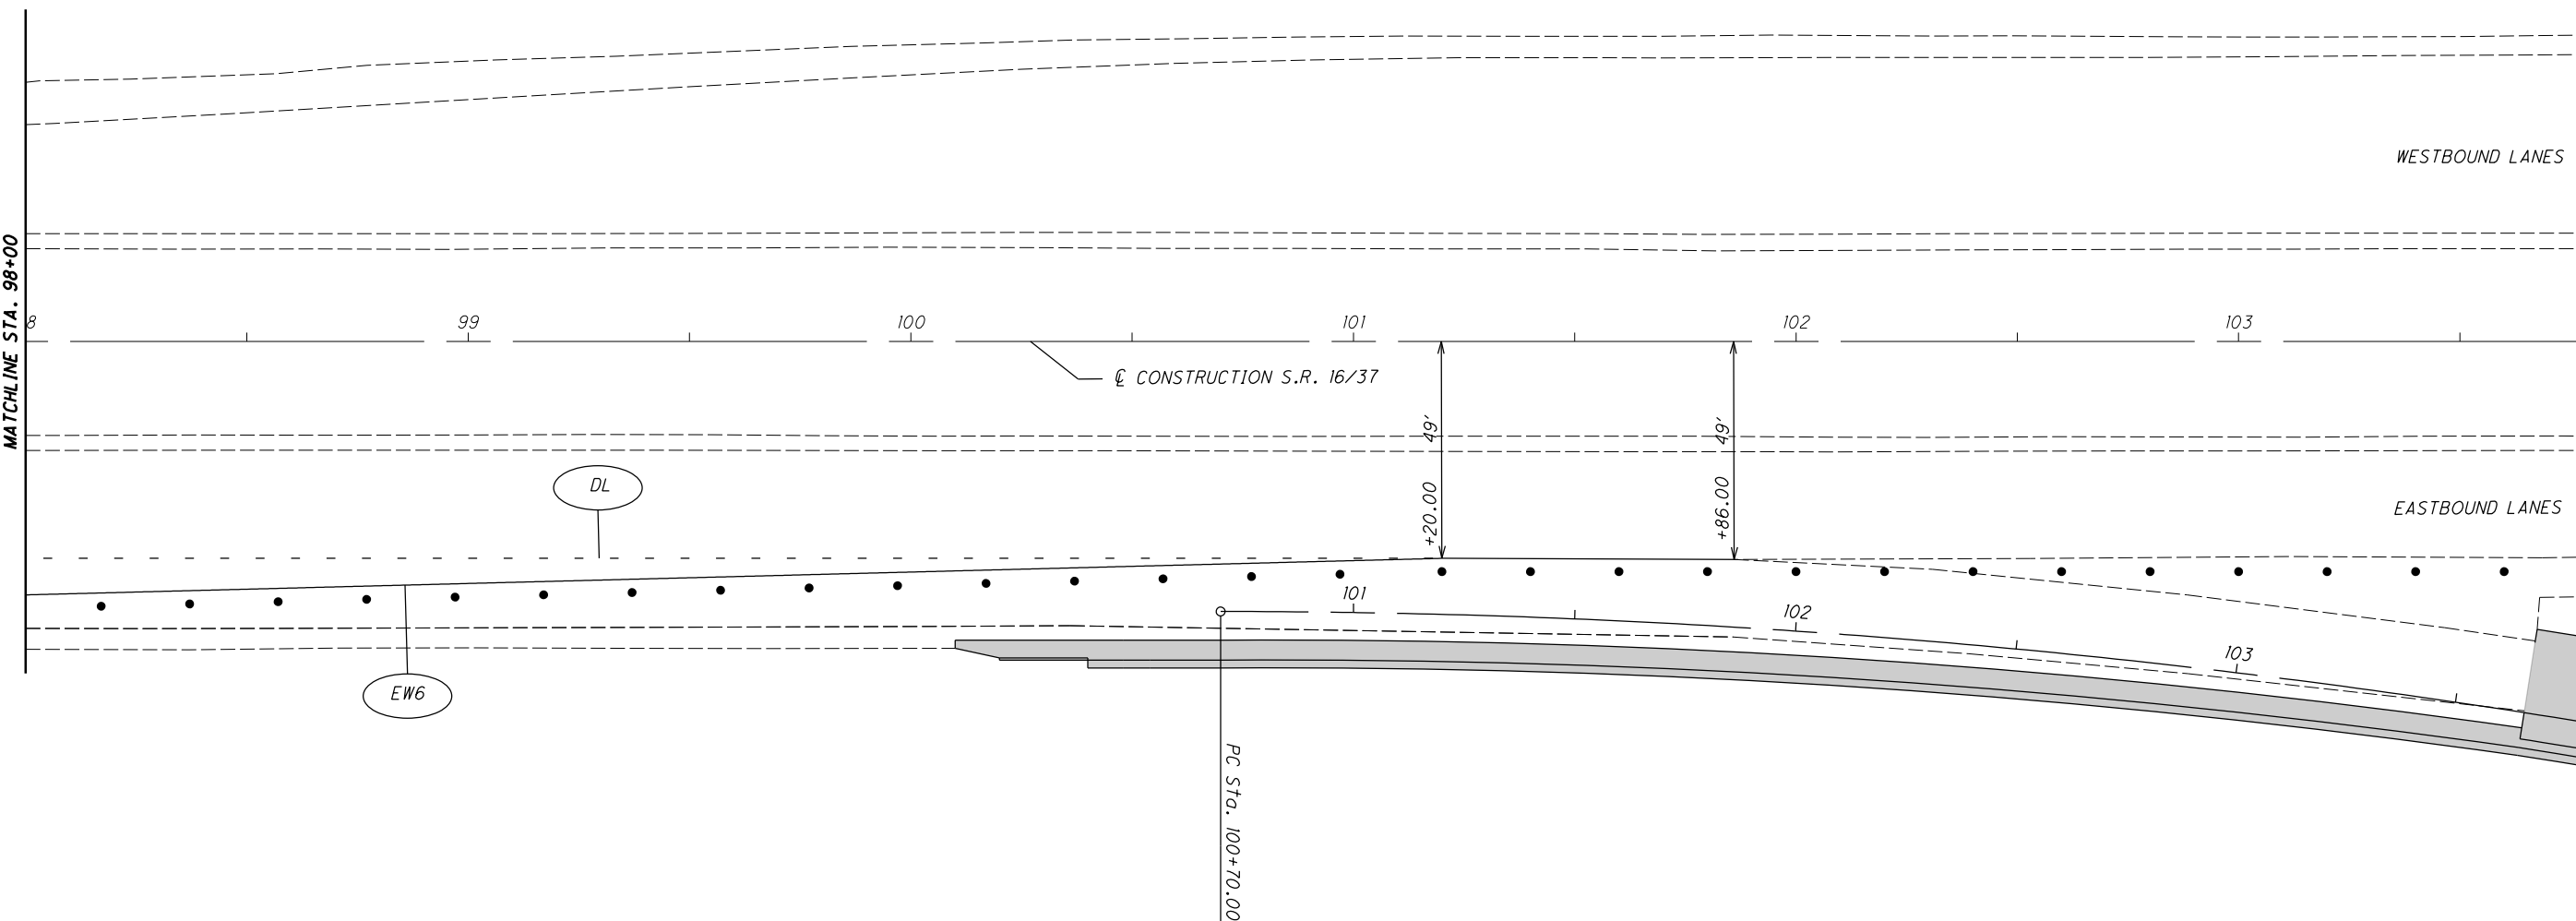 WESTBOUND LANES
MATCHLINE STA. 98+00
8
99
100
101
102
103
℄ CONSTRUCTION S.R. 16/37
+20.00 49'
+86.00 49'
DL
EASTBOUND LANES
101
102
103
EW6
PC Sta. 100+70.00